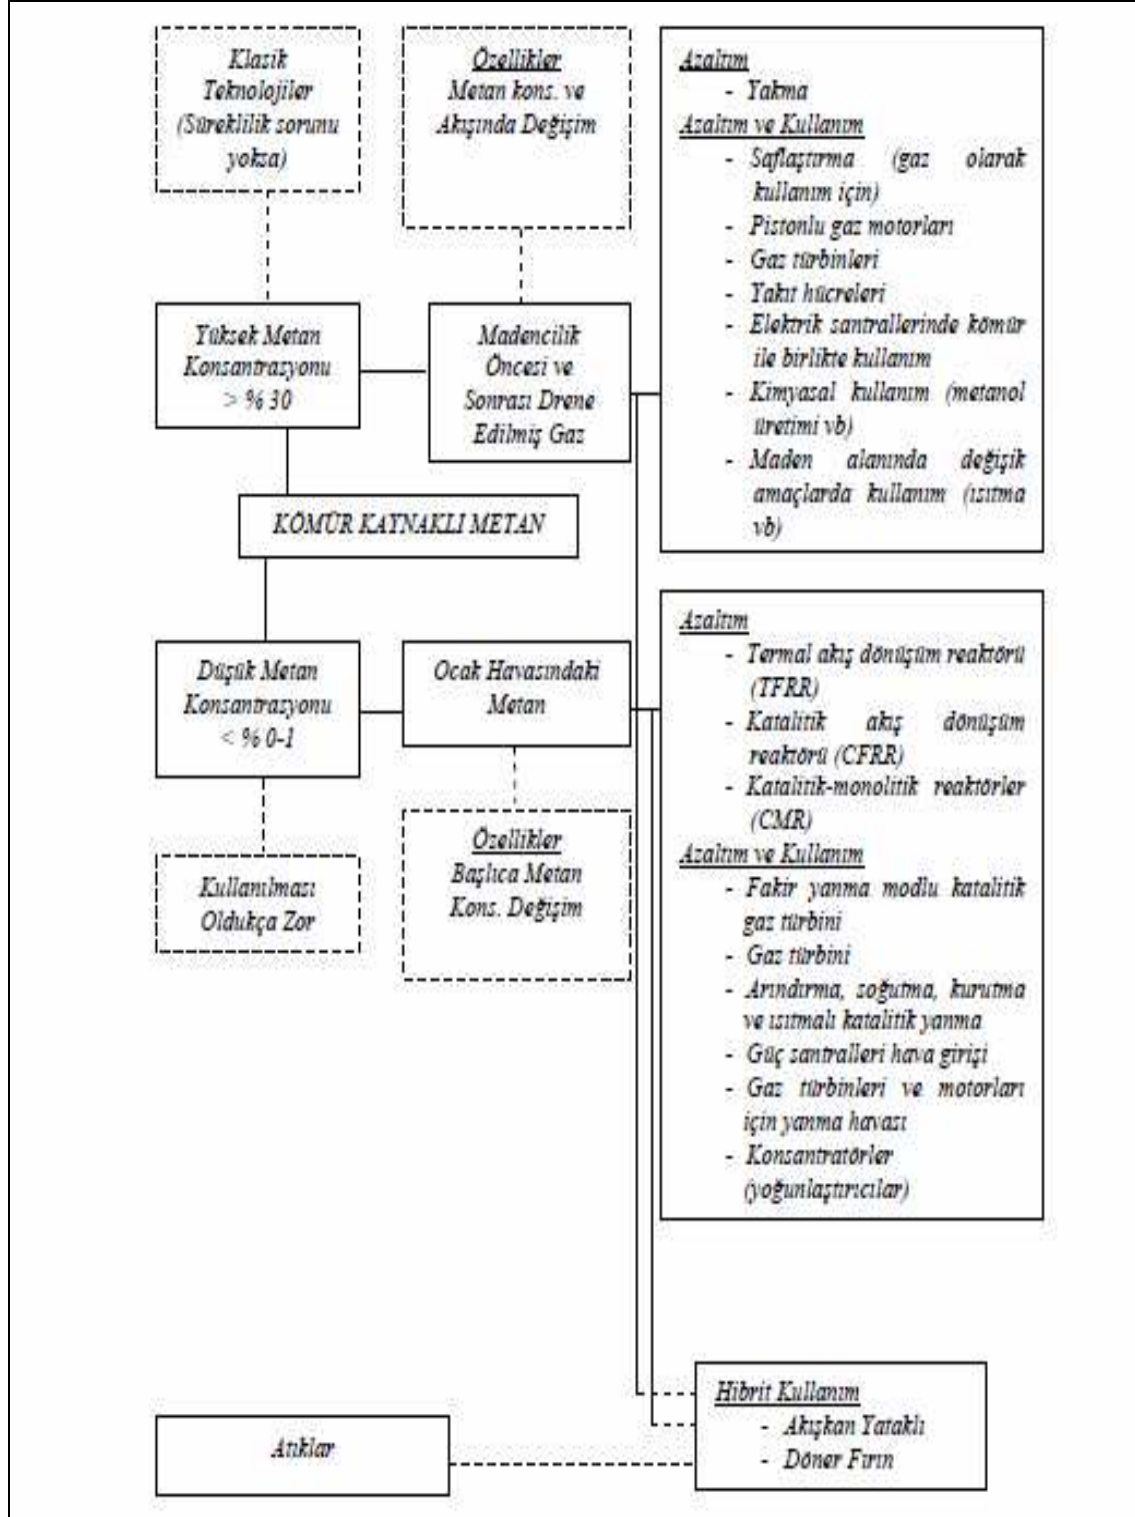 Klasik
Teknolojiler
(Süreklilik sorunu
yoksa)
Özellikler
Metan kons. ve
Akışında Değişim
Azaltım
- Yakma
Azaltım ve Kullanım
- Saflaştırma (gaz olarak
kullanım için)
- Pistonlu gaz motorları
- Gaz türbinleri
- Yakıt hücreleri
- Elektrik santrallerinde kömür
ile birlikte kullanım
- Kimyasal kullanım (metanol
üretimi vb)
- Maden alanında değişik
amaçlarda kullanım (ısıtma
vb)
Yüksek Metan
Konsantrasyonu
> % 30
Madencilik
Öncesi ve
Sonrası Drene
Edilmiş Gaz
KÖMÜR KAYNAKLI METAN
Düşük Metan
Konsantrasyonu
< % 0-1
Ocak Havasındaki
Metan
Kullanılması
Oldukça Zor
Özellikler
Başlıca Metan
Kons. Değişim
Azaltım
- Termal akış dönüşüm reaktörü
(TFRR)
- Katalitik akış dönüşüm
reaktörü (CFRR)
- Katalitik-monolitik reaktörler
(CMR)
Azaltım ve Kullanım
- Fakir yanma modlu katalitik
gaz türbini
- Gaz türbini
- Arındırma, soğutma, kurutma
ve ısıtmalı katalitik yanma
- Güç santralleri hava girişi
- Gaz türbinleri ve motorları
için yanma havası
- Konsantratörler
(yoğunlaştırıcılar)
Hibrit Kullanım
- Akışkan Yataklı
- Döner Fırın
Atıklar